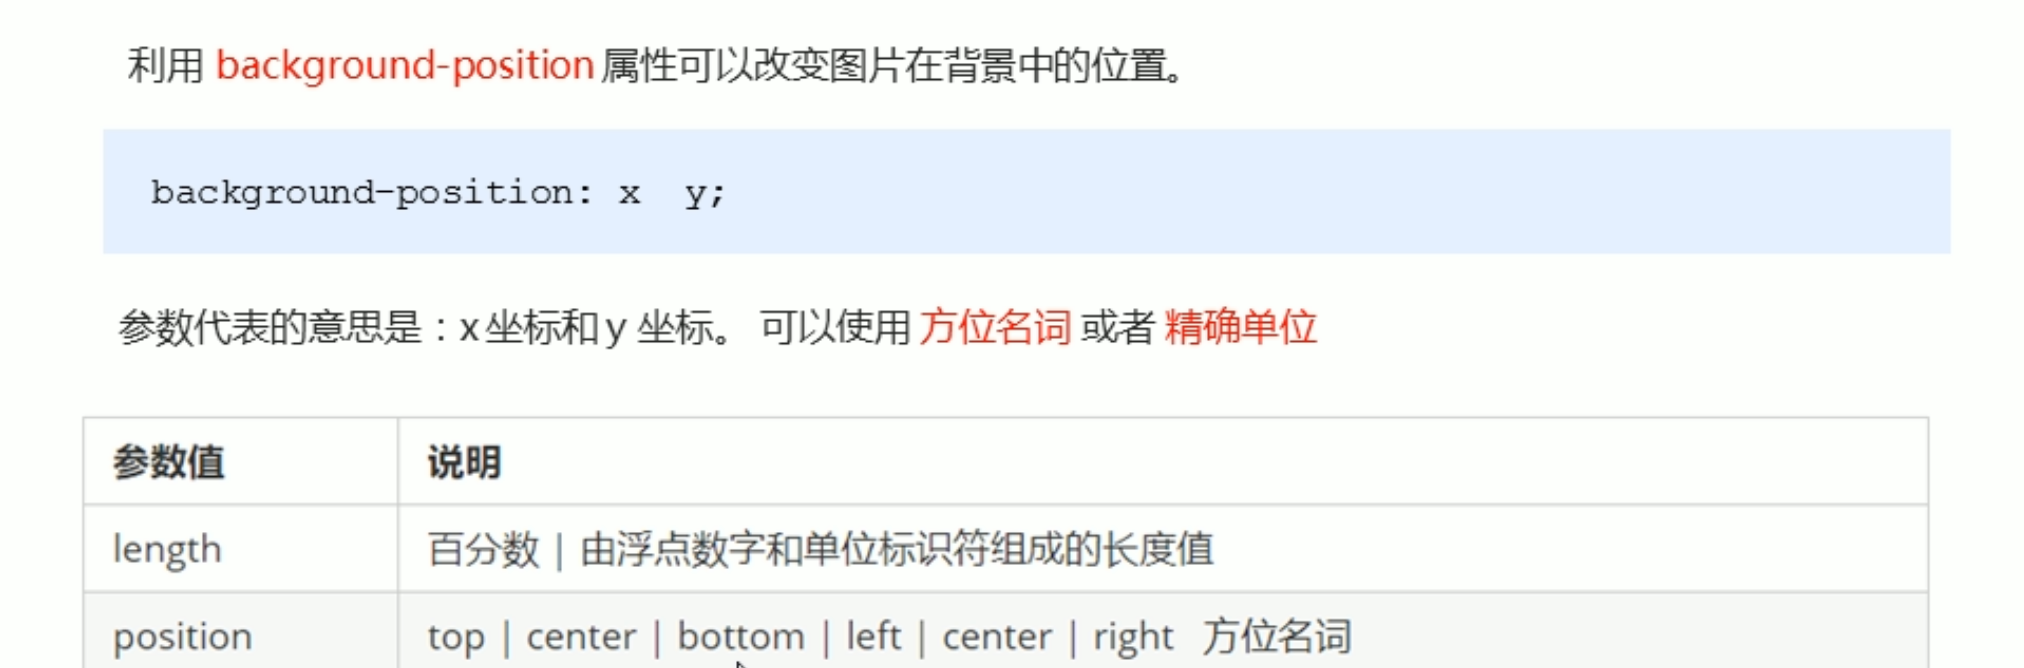 利用 background-position 属性可以改变图片在背景中的位置。
background-position: x  y;
参数代表的意思是：x 坐标和 y 坐标。 可以使用 方位名词 或者 精确单位
参数值 说明
length 百分数 | 由浮点数字和单位标识符组成的长度值
position top | center | bottom | left | center | right 方位名词